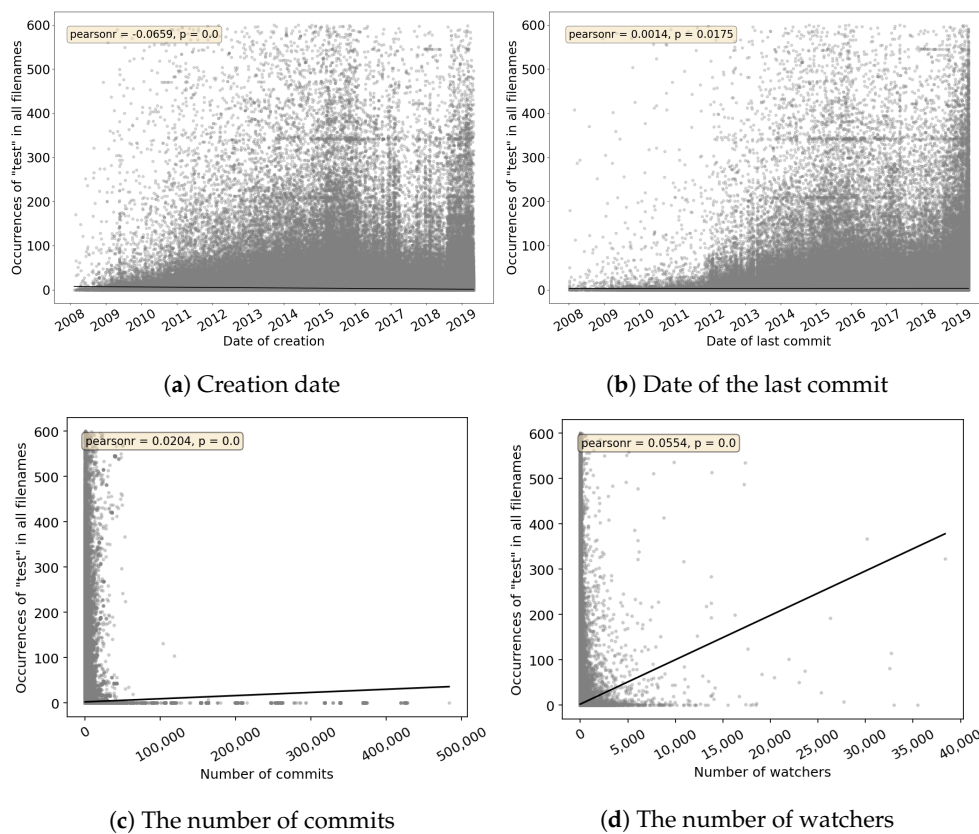 pearsonr = -0.0659, p = 0.0
Occurrences of "test" in all filenames
600
500
400
300
200
100
0
2008 2009 2010 2011 2012 2013 2014 2015 2016 2017 2018 2019
Date of creation
(a) Creation date
pearsonr = 0.0014, p = 0.0175
Occurrences of "test" in all filenames
600
500
400
300
200
100
0
2008 2009 2010 2011 2012 2013 2014 2015 2016 2017 2018 2019
Date of last commit
(b) Date of the last commit
pearsonr = 0.0204, p = 0.0
Occurrences of "test" in all filenames
600
500
400
300
200
100
0
0 100,000 200,000 300,000 400,000 500,000
Number of commits
(c) The number of commits
pearsonr = 0.0554, p = 0.0
Occurrences of "test" in all filenames
600
500
400
300
200
100
0
0 5,000 10,000 15,000 20,000 25,000 30,000 35,000 40,000
Number of watchers
(d) The number of watchers